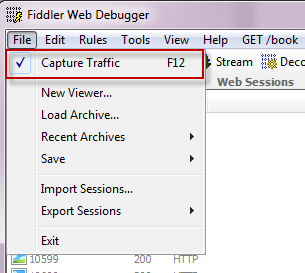 Fiddler Web Debugger
File Edit Rules Tools View Help GET /book
Capture Traffic F12
Stream Deco
Web Sessions
New Viewer...
Load Archive...
Recent Archives
Save
Import Sessions...
Export Sessions
Exit
10599 200 HTTP